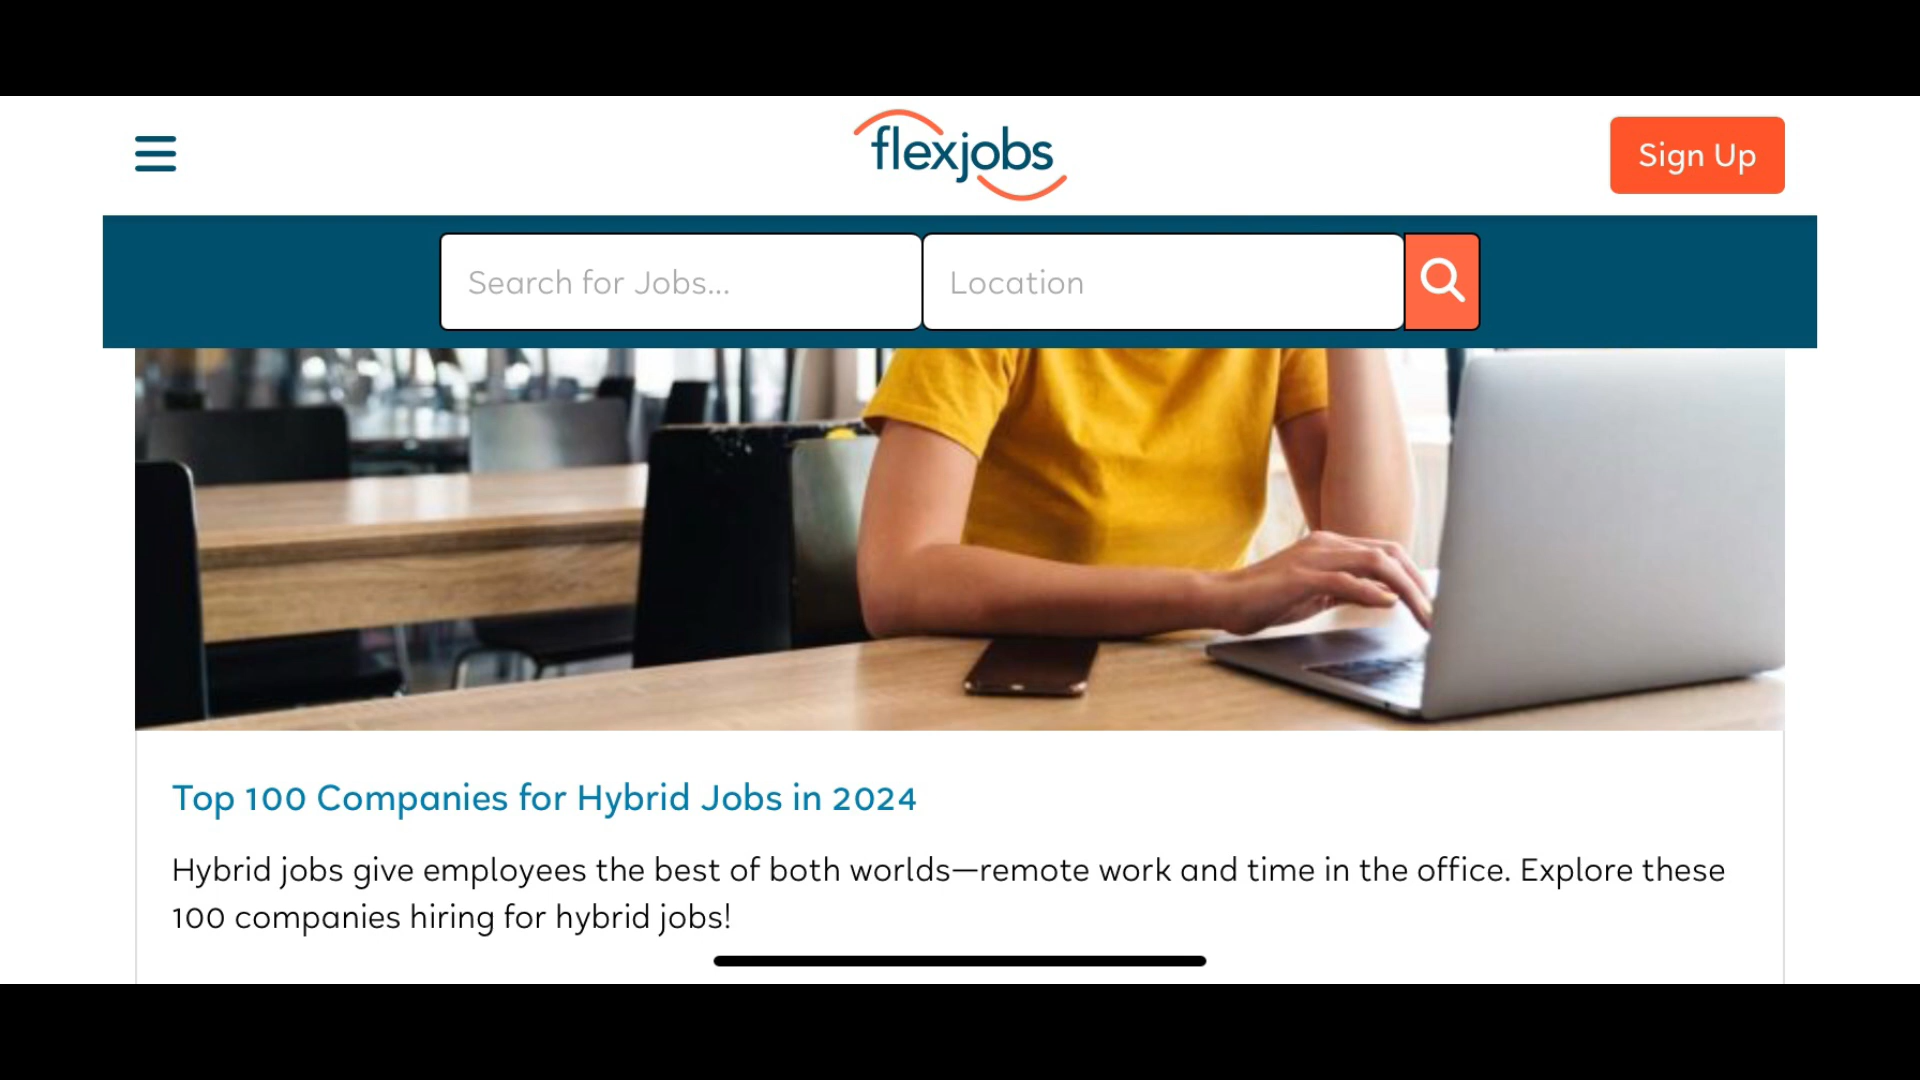 flexjobs
Sign Up
Search for Jobs...
Location
Top 100 Companies for Hybrid Jobs in 2024
Hybrid jobs give employees the best of both worlds—remote work and time in the office. Explore these
100 companies hiring for hybrid jobs!